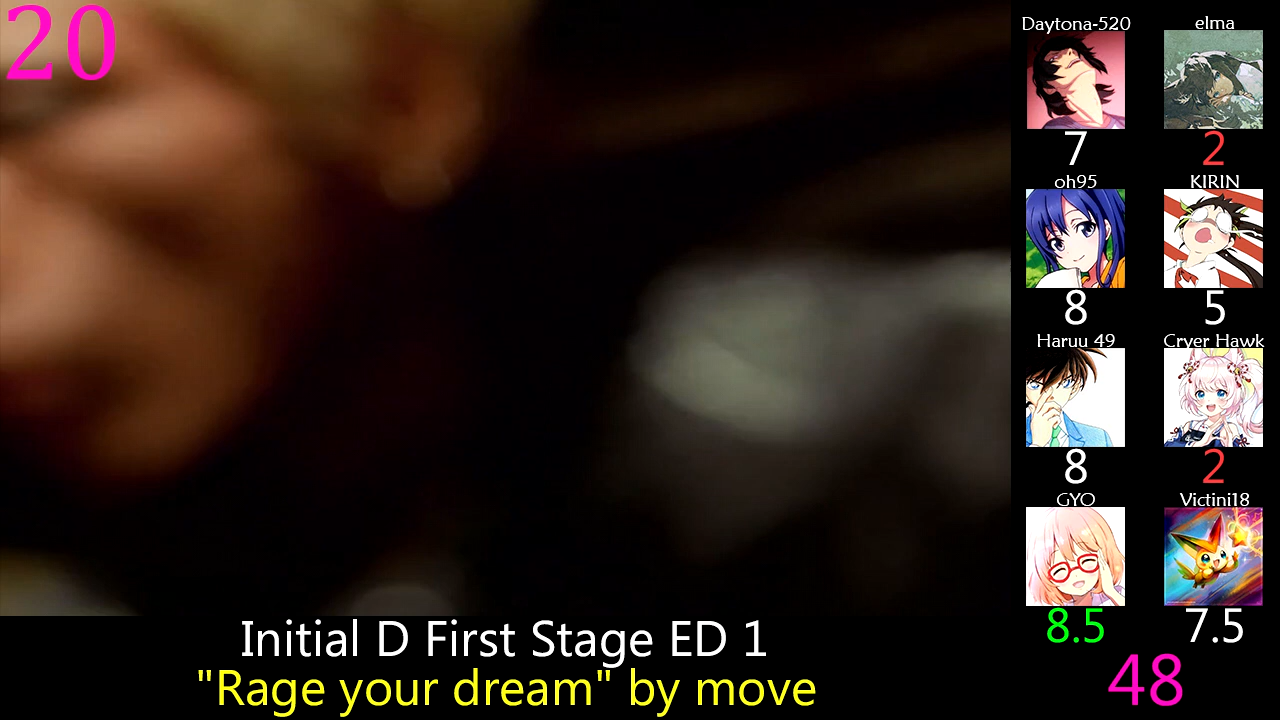 20
Daytona-520
elma
7
2
oh95
KIRIN
8
5
Haruu 49
Cryer Hawk
8
2
GYO
Victini18
8.5
7.5
48
Initial D First Stage ED 1
"Rage your dream" by move